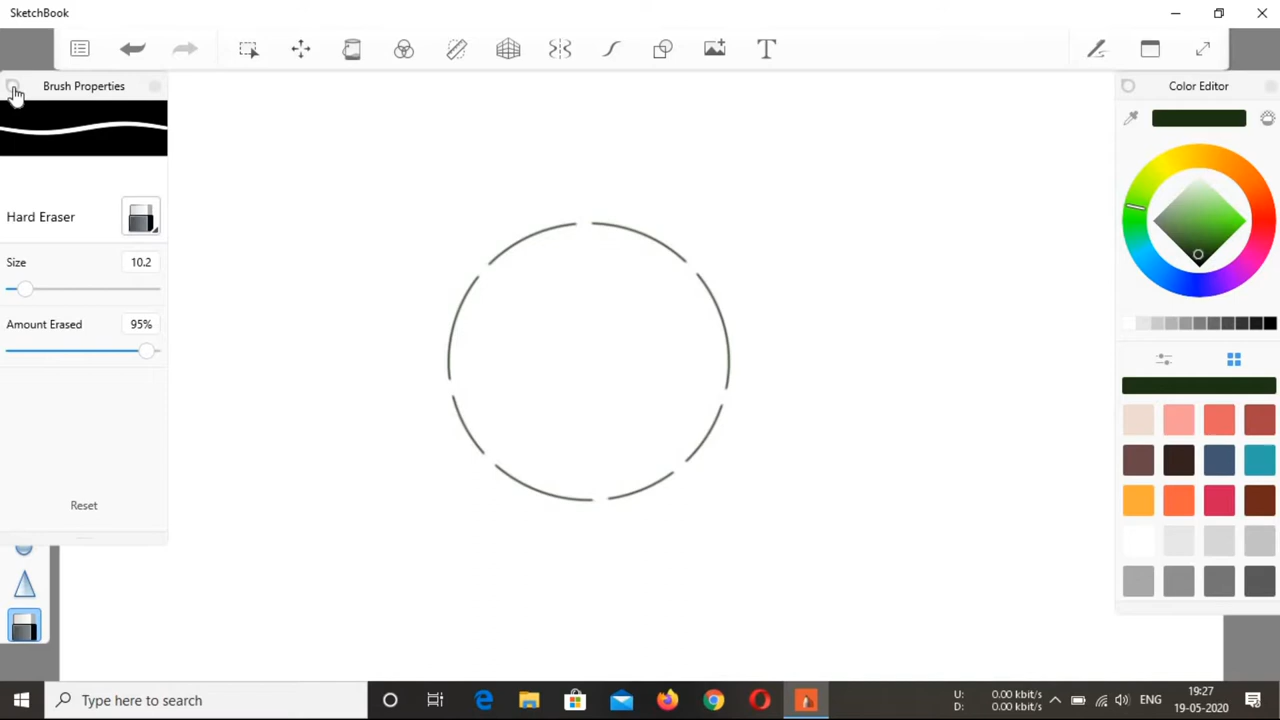 SketchBook
T
Brush Properties
Color Editor
Hard Eraser
Size 10.2
Amount Erased 95%
Reset
Type here to search
U: 0.00 kbit/s
D: 0.00 kbit/s
ENG
19:27
19-05-2020